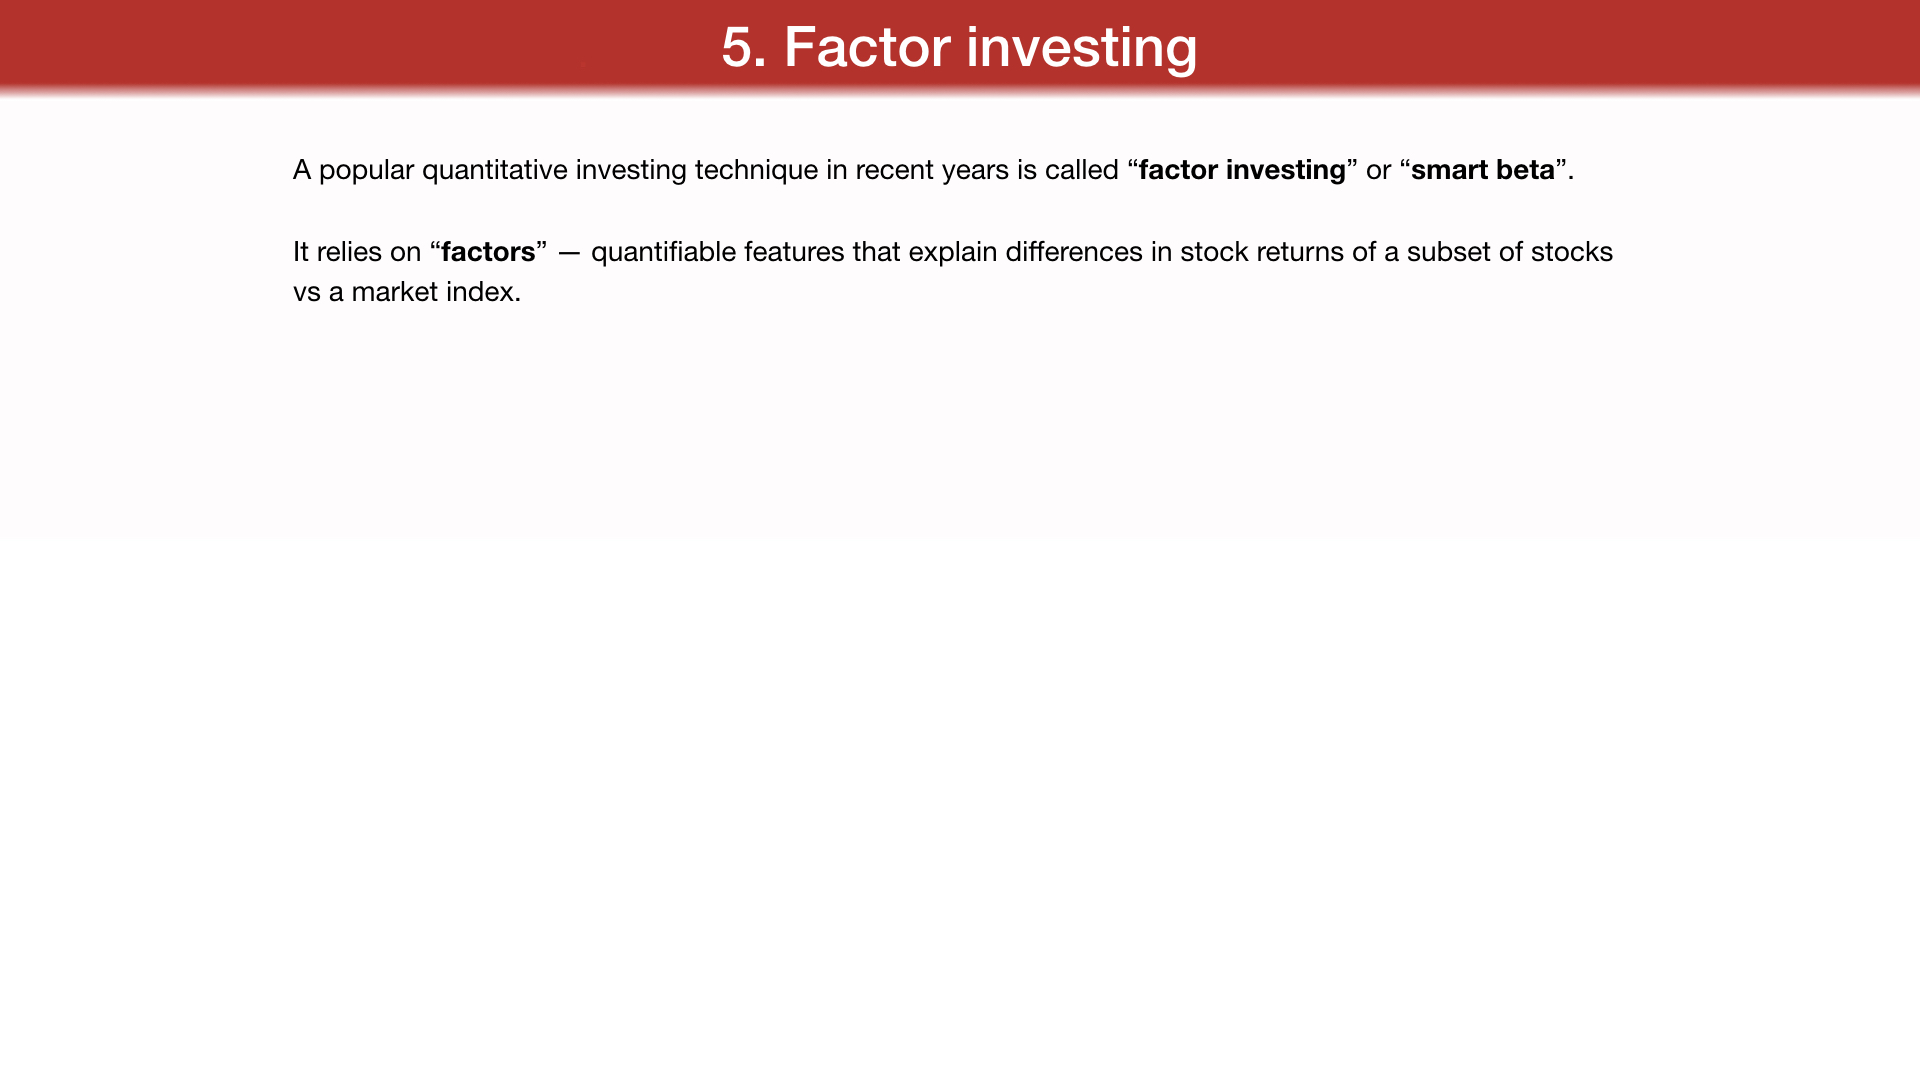 5. Factor investing
A popular quantitative investing technique in recent years is called “factor investing” or “smart beta”.
It relies on “factors” — quantifiable features that explain differences in stock returns of a subset of stocks
vs a market index.